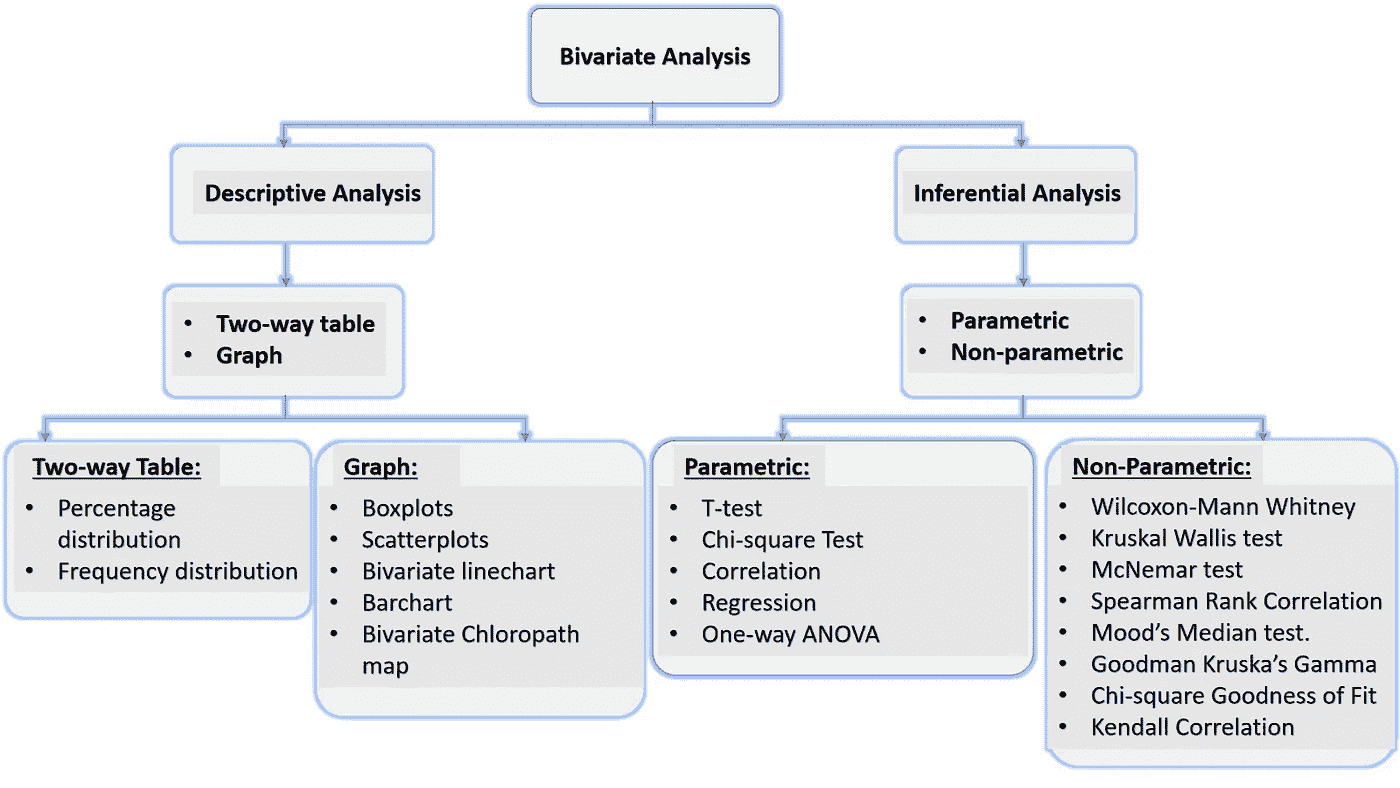 Bivariate Analysis
Descriptive Analysis
Inferential Analysis
• Two-way table
• Graph
• Parametric
• Non-parametric
Two-way Table:
• Percentage
distribution
• Frequency distribution
Graph:
• Boxplots
• Scatterplots
• Bivariate linechart
• Barchart
• Bivariate Chloropath
map
Parametric:
• T-test
• Chi-square Test
• Correlation
• Regression
• One-way ANOVA
Non-Parametric:
• Wilcoxon-Mann Whitney
• Kruskal Wallis test
• McNemar test
• Spearman Rank Correlation
• Mood’s Median test.
• Goodman Kruska’s Gamma
• Chi-square Goodness of Fit
• Kendall Correlation